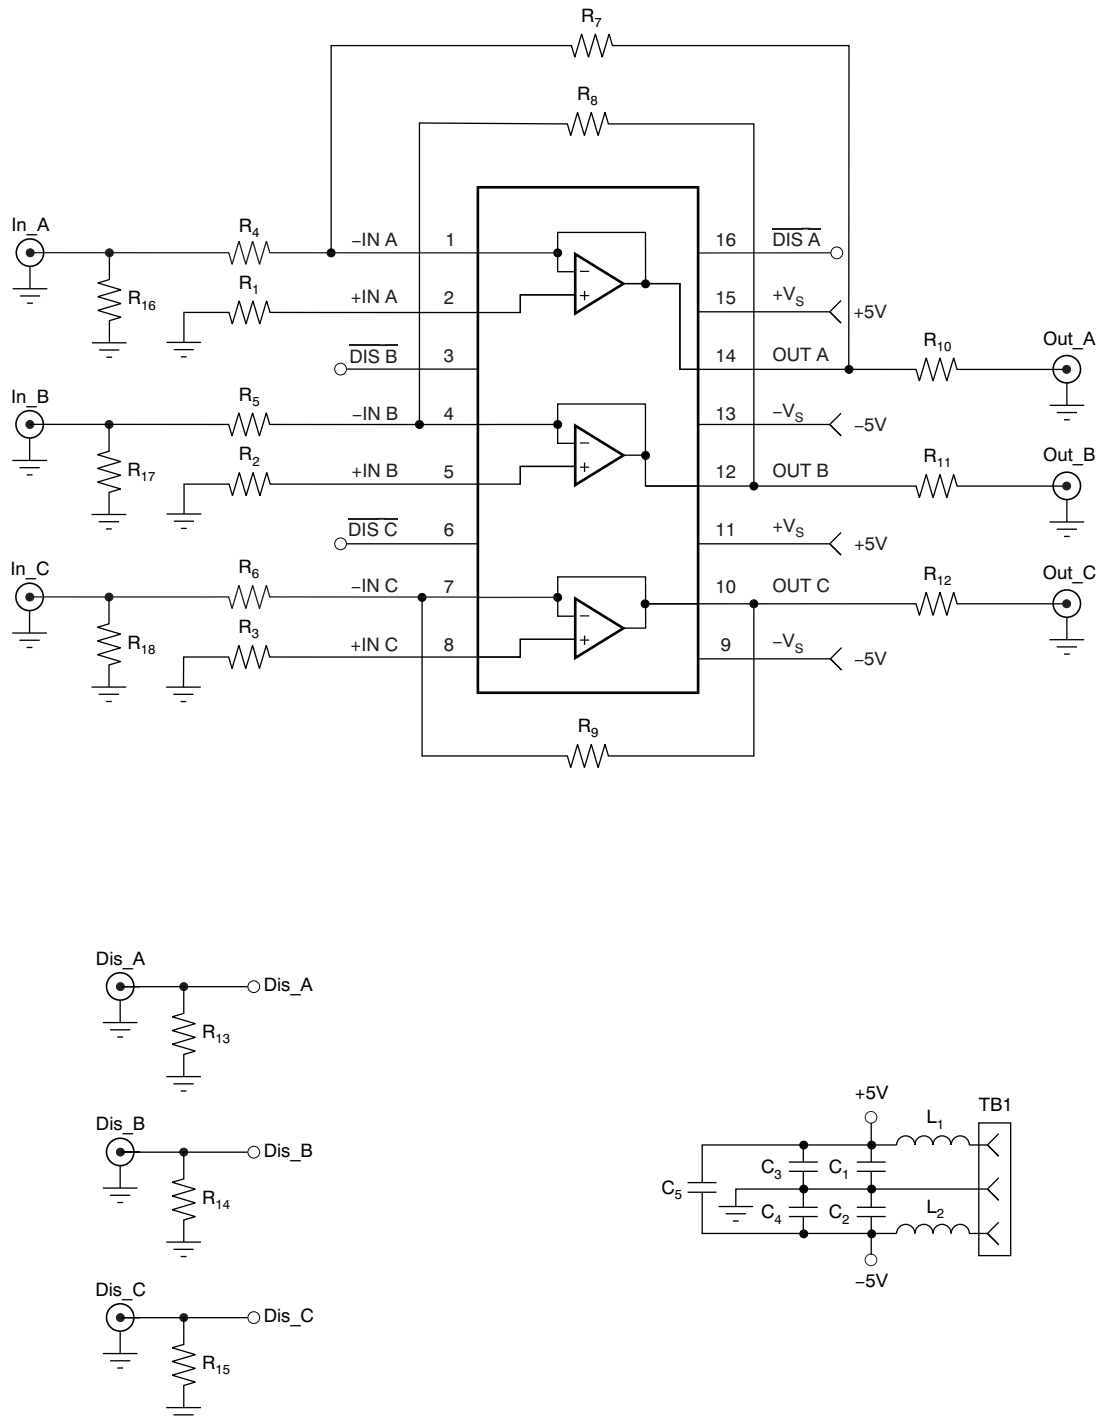 R7
R8
In_A
R4
−IN A 1
16 DIS A
R16
R1
+IN A 2
−
+
15 +VS
+5V
DIS B 3
14 OUT A
R10
Out_A
In_B
R5
−IN B 4
13 −VS
−5V
R17
R2
+IN B 5
−
+
12 OUT B
R11
Out_B
DIS C 6
11 +VS
+5V
In_C
R6
−IN C 7
10 OUT C
R12
Out_C
R18
R3
+IN C 8
−
+
9 −VS
−5V
R9
Dis_A
Dis_A
R13
Dis_B
Dis_B
R14
Dis_C
Dis_C
R15
+5V
L1
TB1
C3
C1
C5
C4
C2
L2
−5V